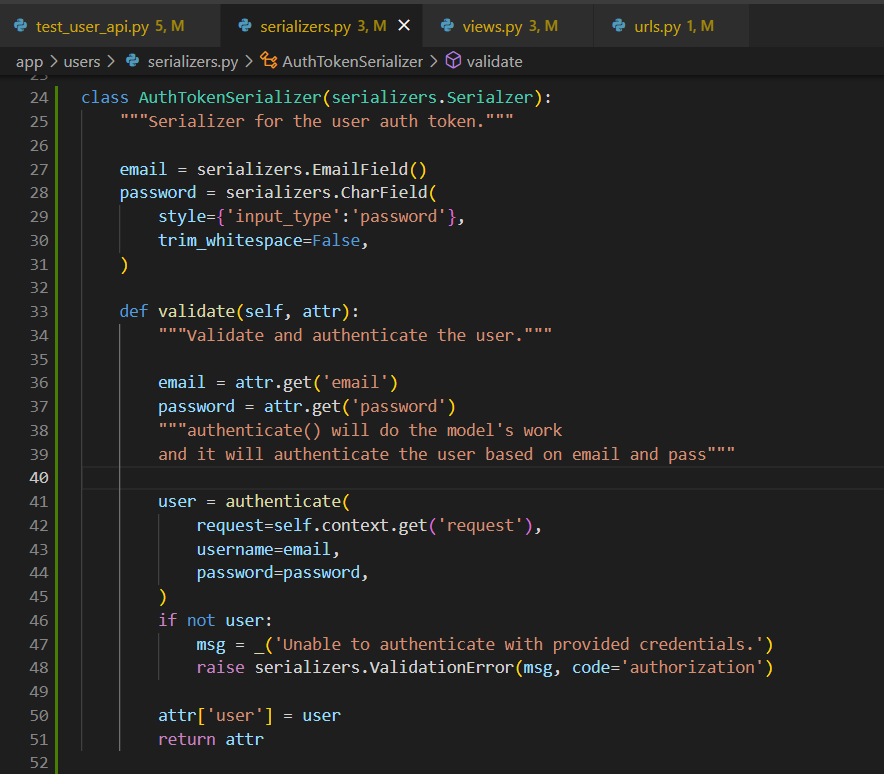 test_user_api.py 5, M serializers.py 3, M × views.py 3, M urls.py 1, M
app > users > serializers.py > AuthTokenSerializer > validate
23
24 class AuthTokenSerializer(serializers.Serialzer):
25 """Serializer for the user auth token."""
26
27 email = serializers.EmailField()
28 password = serializers.CharField(
29 style={'input_type':'password'},
30 trim_whitespace=False,
31 )
32
33 def validate(self, attr):
34 """Validate and authenticate the user."""
35
36 email = attr.get('email')
37 password = attr.get('password')
38 """authenticate() will do the model's work
39 and it will authenticate the user based on email and pass"""
40
41 user = authenticate(
42 request=self.context.get('request'),
43 username=email,
44 password=password,
45 )
46 if not user:
47 msg = _('Unable to authenticate with provided credentials.')
48 raise serializers.ValidationError(msg, code='authorization')
49
50 attr['user'] = user
51 return attr
52